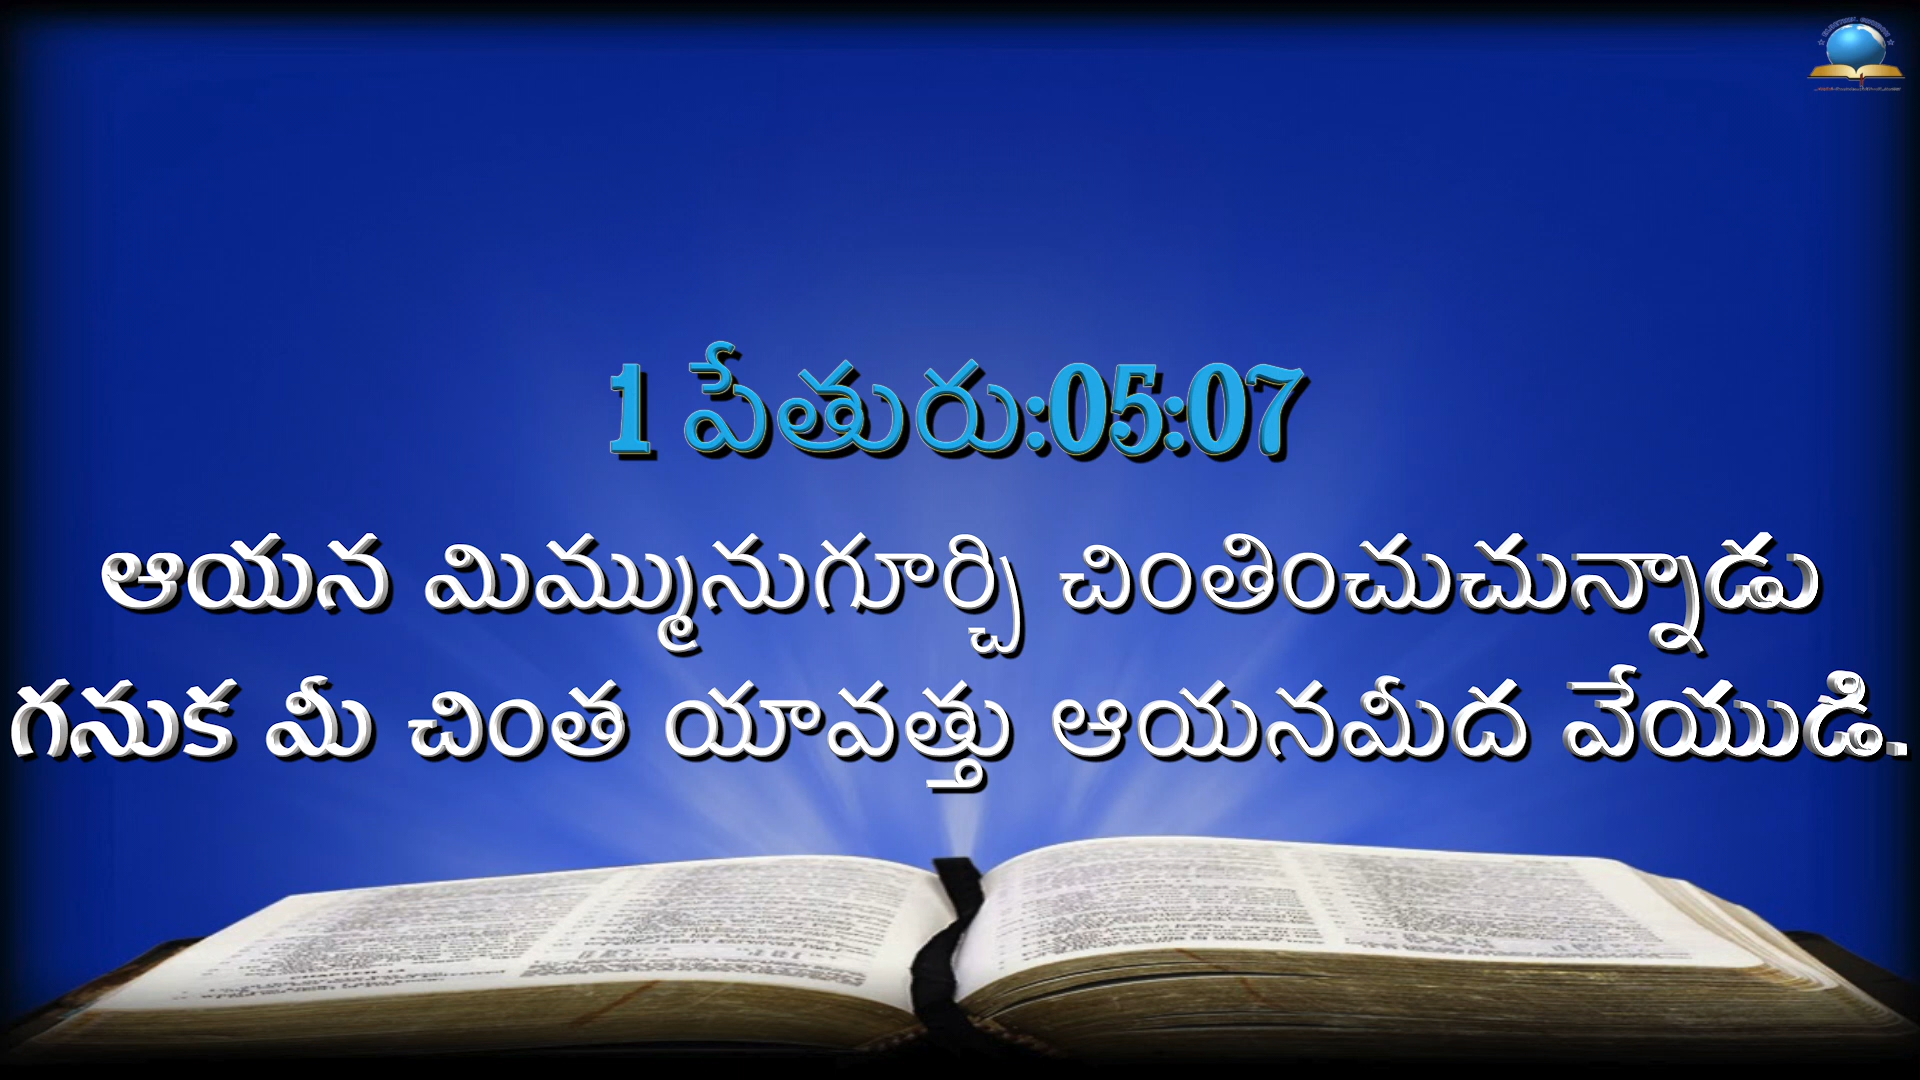 1 పేతురు:05:07
ఆయన మిమ్మునుగూర్చి చింతించుచున్నాడు
గనుక మీ చింత యావత్తు ఆయనమీద వేయుడి.